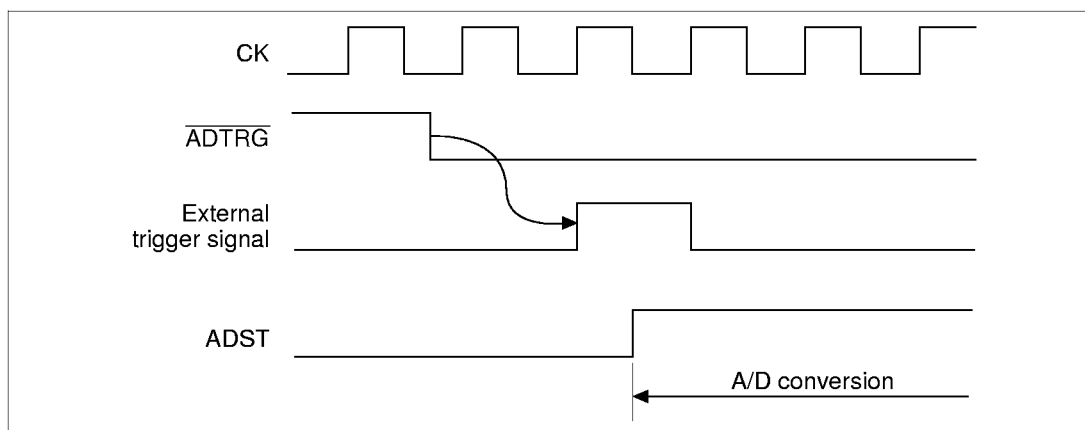 CK
ADTRG
External
trigger signal
ADST
A/D conversion